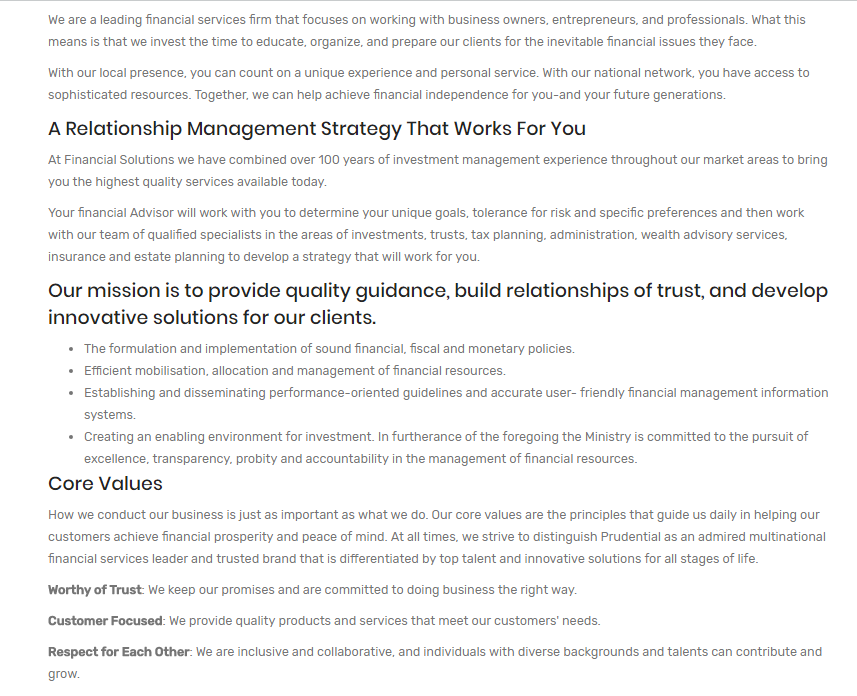 We are a leading financial services firm that focuses on working with business owners, entrepreneurs, and professionals. What this
means is that we invest the time to educate, organize, and prepare our clients for the inevitable financial issues they face.
With our local presence, you can count on a unique experience and personal service. With our national network, you have access to
sophisticated resources. Together, we can help achieve financial independence for you-and your future generations.
A Relationship Management Strategy That Works For You
At Financial Solutions we have combined over 100 years of investment management experience throughout our market areas to bring
you the highest quality services available today.
Your financial Advisor will work with you to determine your unique goals, tolerance for risk and specific preferences and then work
with our team of qualified specialists in the areas of investments, trusts, tax planning, administration, wealth advisory services,
insurance and estate planning to develop a strategy that will work for you.
Our mission is to provide quality guidance, build relationships of trust, and develop
innovative solutions for our clients.
• The formulation and implementation of sound financial, fiscal and monetary policies.
• Efficient mobilisation, allocation and management of financial resources.
• Establishing and disseminating performance-oriented guidelines and accurate user- friendly financial management information
systems.
• Creating an enabling environment for investment. In furtherance of the foregoing the Ministry is committed to the pursuit of
excellence, transparency, probity and accountability in the management of financial resources.
Core Values
How we conduct our business is just as important as what we do. Our core values are the principles that guide us daily in helping our
customers achieve financial prosperity and peace of mind. At all times, we strive to distinguish Prudential as an admired multinational
financial services leader and trusted brand that is differentiated by top talent and innovative solutions for all stages of life.
Worthy of Trust: We keep our promises and are committed to doing business the right way.
Customer Focused: We provide quality products and services that meet our customers' needs.
Respect for Each Other: We are inclusive and collaborative, and individuals with diverse backgrounds and talents can contribute and
grow.